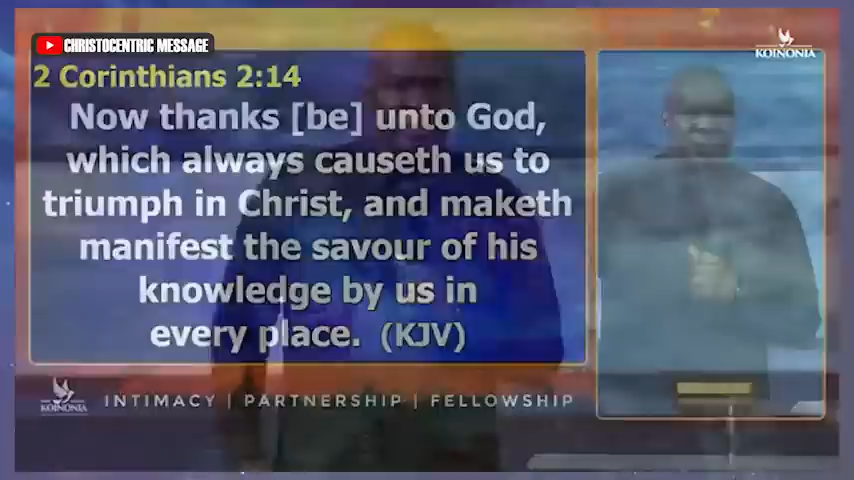 CHRISTOCENTRIC MESSAGE
KOINONIA
2 Corinthians 2:14
Now thanks [be] unto God,
which always causeth us to
triumph in Christ, and maketh
manifest the savour of his
knowledge by us in
every place. (KJV)
KOINONIA
INTIMACY | PARTNERSHIP | FELLOWSHIP